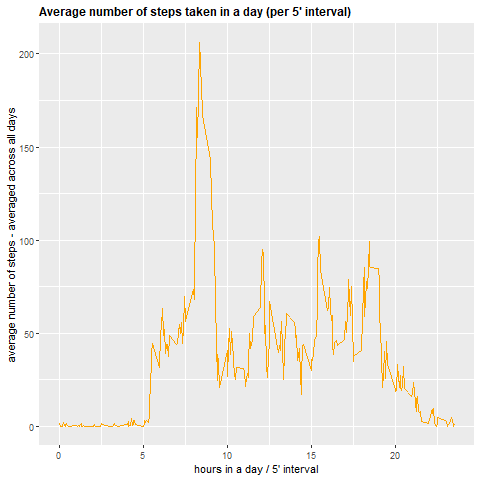 Average number of steps taken in a day (per 5' interval)
average number of steps - averaged across all days
200
150
100
50
0
0 5 10 15 20
hours in a day / 5' interval